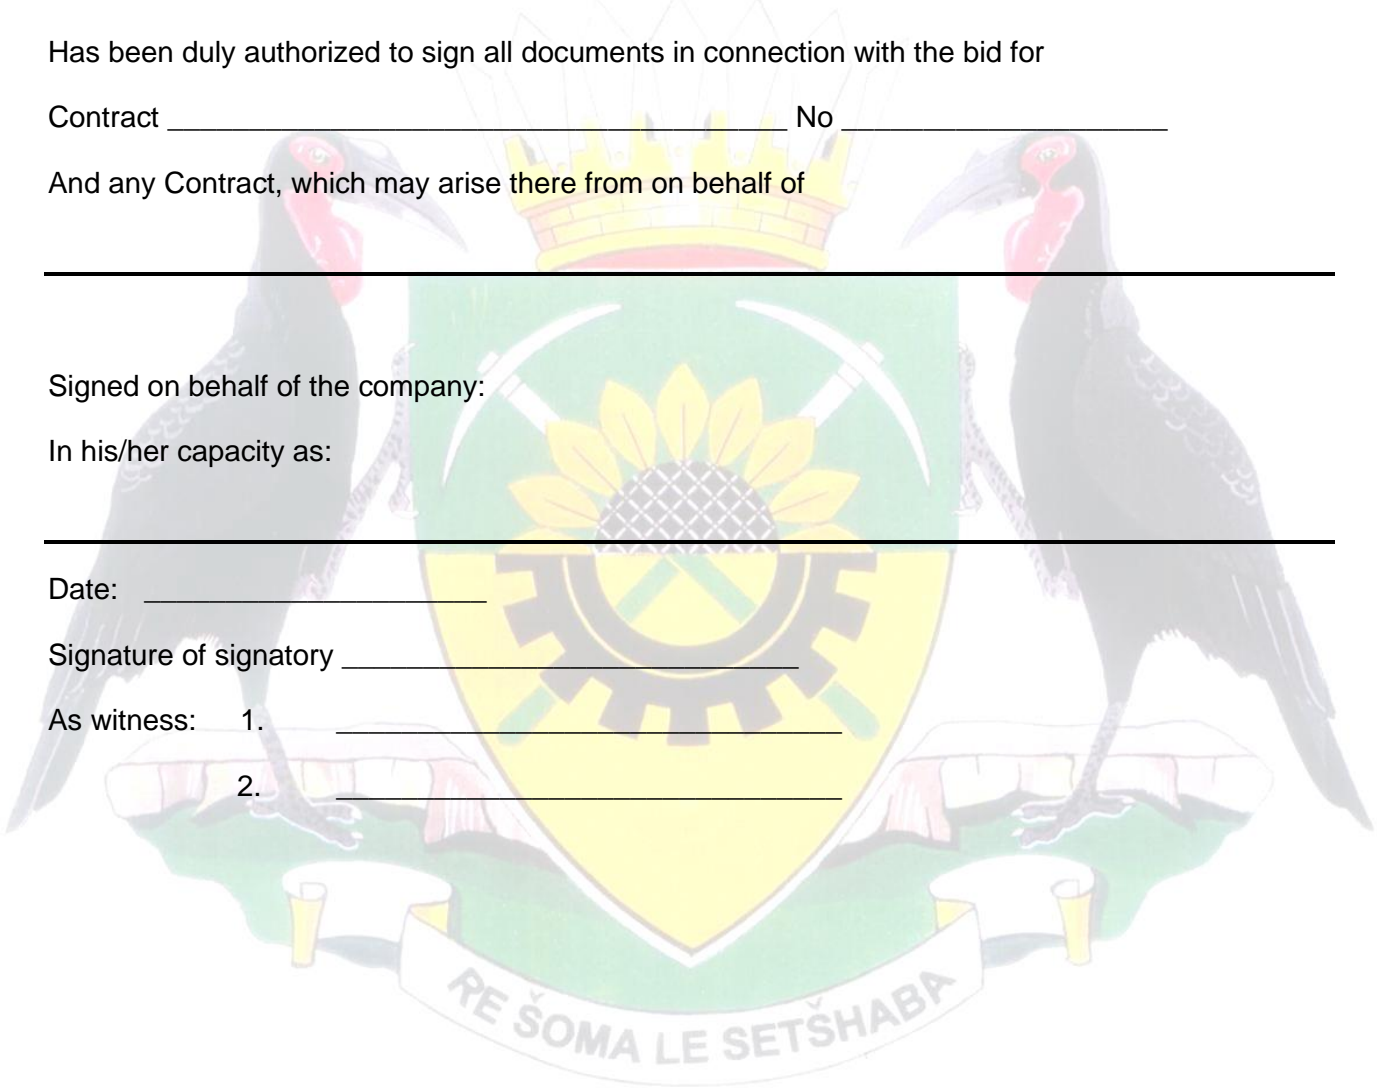 Has been duly authorized to sign all documents in connection with the bid for
Contract ______________________________________ No ____________________
And any Contract, which may arise there from on behalf of
Signed on behalf of the company:
In his/her capacity as:
Date: _____________________
Signature of signatory ____________________________
As witness: 1. _______________________________
2. _______________________________
RE ŠOMA LE SETŠHABA